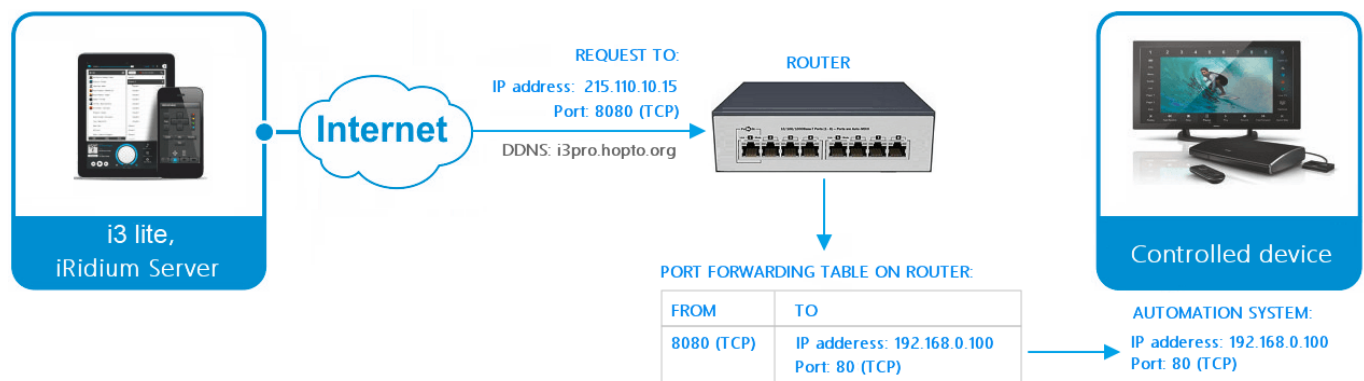 REQUEST TO:
IP address: 215.110.10.15
Port: 8080 (TCP)
DDNS: i3pro.hopto.org
Internet
ROUTER
i3 lite,
iRidium Server
Controlled device
PORT FORWARDING TABLE ON ROUTER:
FROM
TO
8080 (TCP)
IP adderess: 192.168.0.100
Port: 80 (TCP)
AUTOMATION SYSTEM:
IP adderess: 192.168.0.100
Port: 80 (TCP)